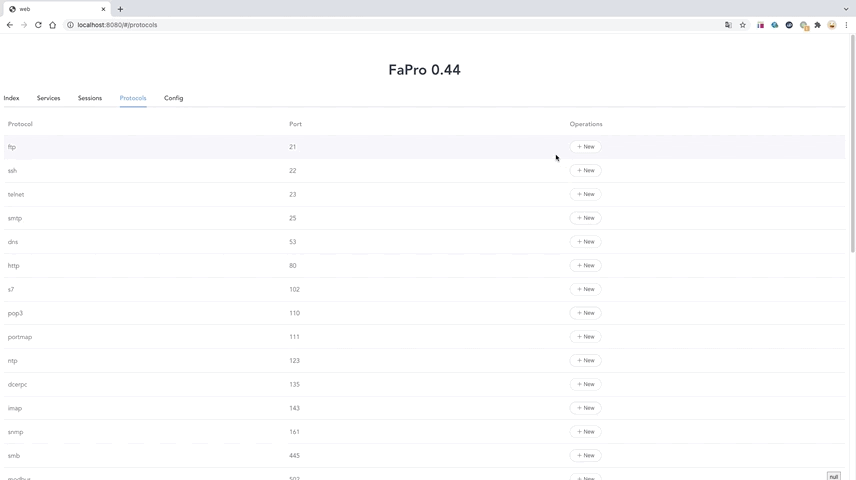 web
localhost:8080/#/protocols
FaPro 0.44
Index Services Sessions Protocols Config
Protocol Port Operations
ftp 21 + New
ssh 22 + New
telnet 23 + New
smtp 25 + New
dns 53 + New
http 80 + New
s7 102 + New
pop3 110 + New
portmap 111 + New
ntp 123 + New
dcerpc 135 + New
imap 143 + New
snmp 161 + New
smb 445 + New
modbus 502 + New
null